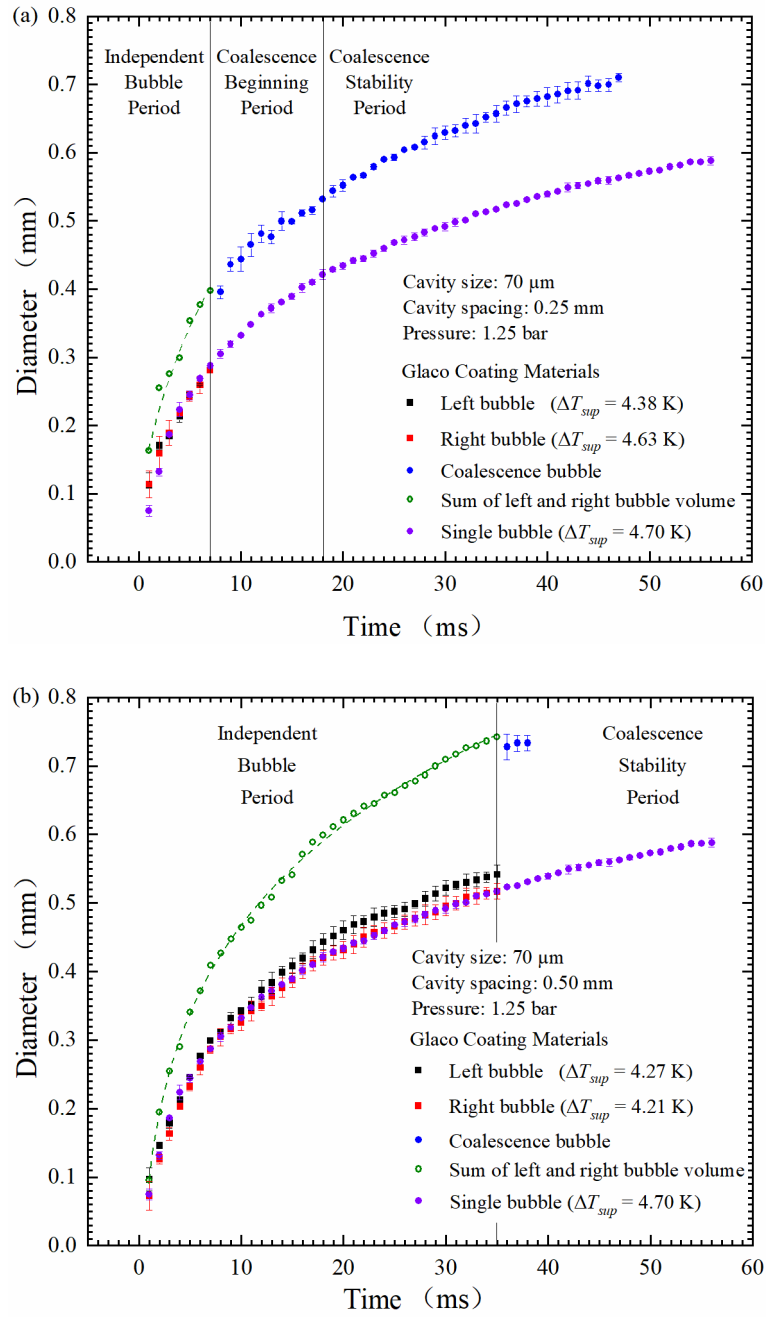 (a)
0.8
0.7
0.6
0.5
0.4
0.3
0.2
0.1
0.0
Diameter （mm）
Independent
Bubble
Period
Coalescence
Beginning
Period
Coalescence
Stability
Period
Cavity size: 70 μm
Cavity spacing: 0.25 mm
Pressure: 1.25 bar
Glaco Coating Materials
Left bubble (ΔTsup = 4.38 K)
Right bubble (ΔTsup = 4.63 K)
Coalescence bubble
Sum of left and right bubble volume
Single bubble (ΔTsup = 4.70 K)
0 10 20 30 40 50 60
Time （ms）
(b)
0.8
0.7
0.6
0.5
0.4
0.3
0.2
0.1
0.0
Diameter （mm）
Independent
Bubble
Period
Coalescence
Stability
Period
Cavity size: 70 μm
Cavity spacing: 0.50 mm
Pressure: 1.25 bar
Glaco Coating Materials
Left bubble (ΔTsup = 4.27 K)
Right bubble (ΔTsup = 4.21 K)
Coalescence bubble
Sum of left and right bubble volume
Single bubble (ΔTsup = 4.70 K)
0 10 20 30 40 50 60
Time （ms）